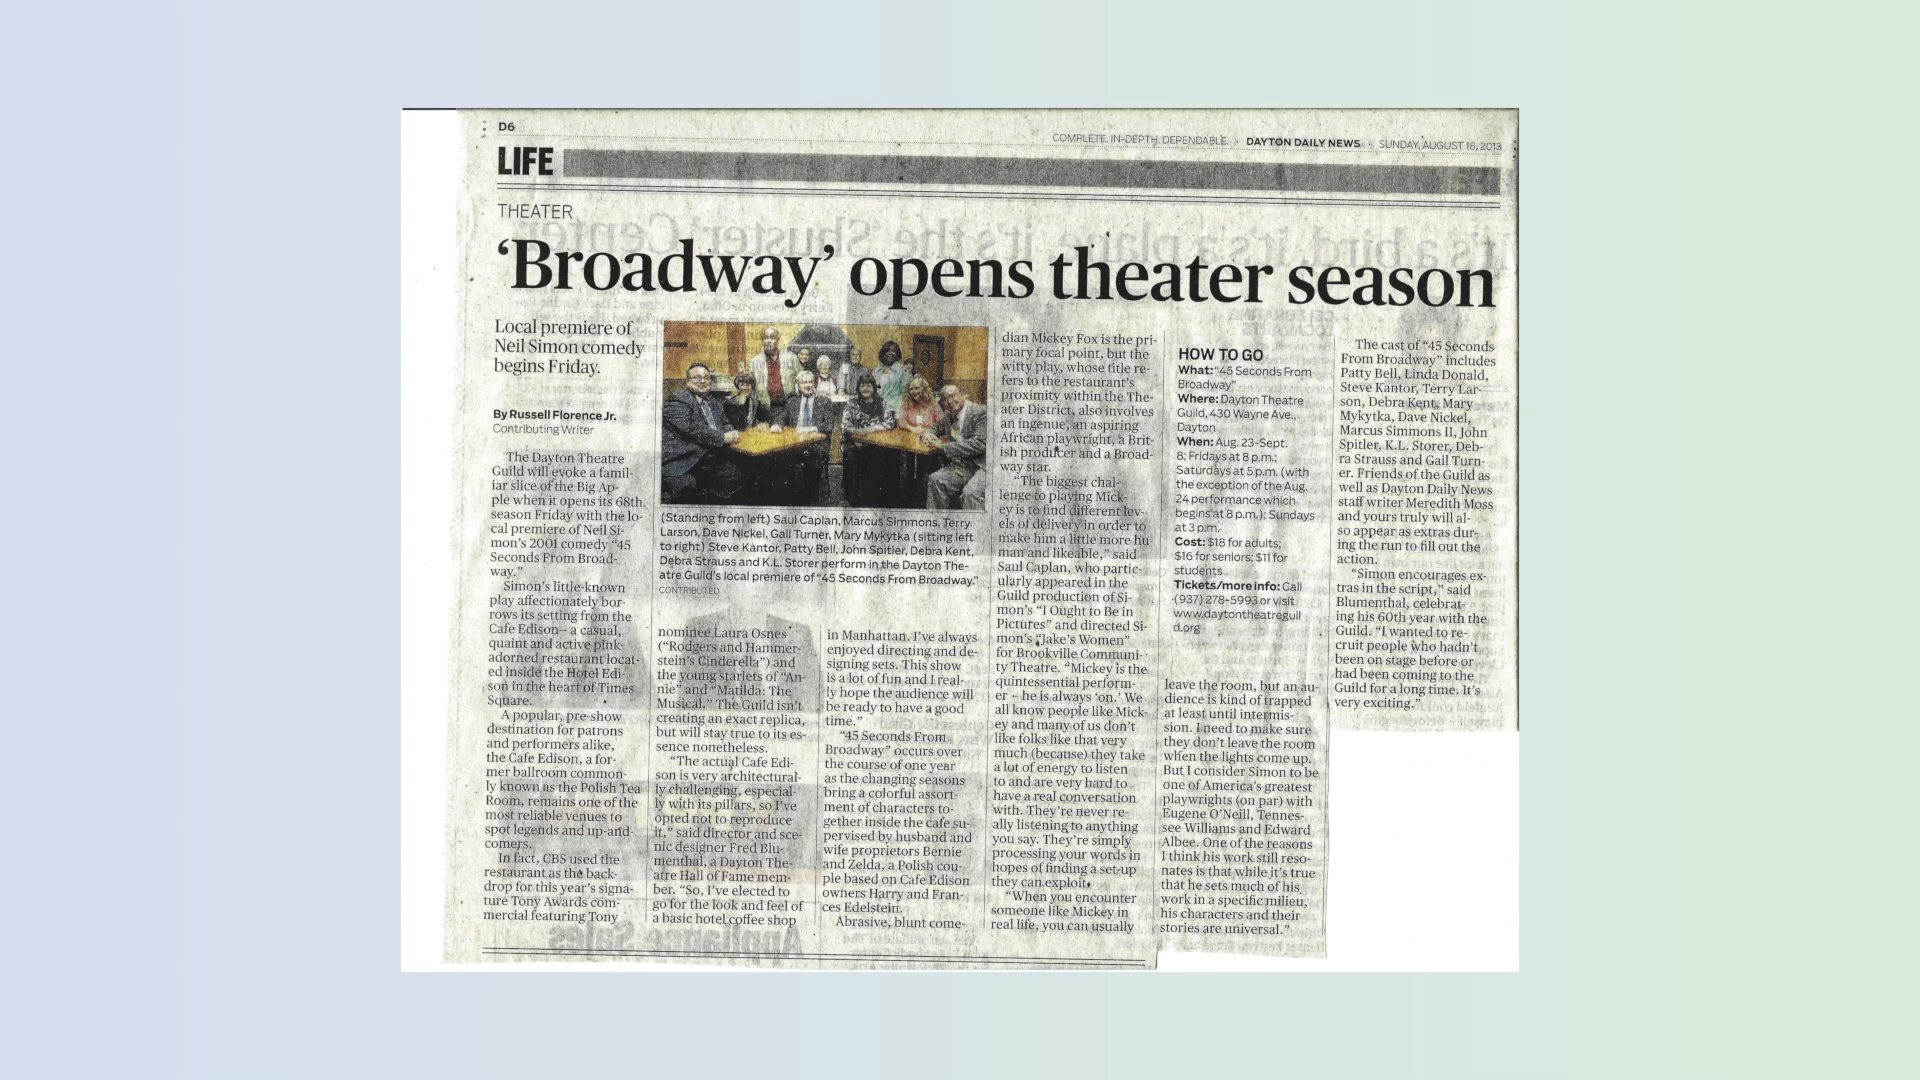 D6
COMPLETE. IN-DEPTH. DEPENDABLE. · DAYTON DAILY NEWS · SUNDAY, AUGUST 18, 2013
LIFE
THEATER
‘Broadway’ opens theater season
Local premiere of
Neil Simon comedy
begins Friday.
By Russell Florence Jr.
Contributing Writer
The Dayton Theatre
Guild will evoke a famil-
iar slice of the Big Ap-
ple when it opens its 68th
season Friday with the lo-
cal premiere of Neil Si-
mon’s 2001 comedy “45
Seconds From Broad-
way.”
Simon’s little-known
play affectionately bor-
rows its setting from the
Cafe Edison – a casual,
quaint and active pink-
adorned restaurant locat-
ed inside the Hotel Edi-
son in the heart of Times
Square.
A popular, pre-show
destination for patrons
and performers alike,
the Cafe Edison, a for-
mer ballroom common-
ly known as the Polish Tea
Room, remains one of the
most reliable venues to
spot legends and up-and-
comers.
In fact, CBS used the
restaurant as the back-
drop for this year’s signa-
ture Tony Awards com-
mercial featuring Tony
(Standing from left) Saul Caplan, Marcus Simmons, Terry
Larson, Dave Nickel, Gail Turner, Mary Mykytka (sitting left
to right) Steve Kantor, Patty Bell, John Spitler, Debra Kent,
Debra Strauss and K.L. Storer perform in the Dayton The-
atre Guild’s local premiere of “45 Seconds From Broadway.”
CONTRIBUTED
nominee Laura Osnes
(“Rodgers and Hammer-
stein’s Cinderella”) and
the young starlets of “An-
nie” and “Matilda: The
Musical.” The Guild isn’t
creating an exact replica,
but will stay true to its es-
sence nonetheless.
“The actual Cafe Edi-
son is very architectural-
ly challenging, especial-
ly with its pillars, so I’ve
opted not to reproduce
it,” said director and sce-
nic designer Fred Blu-
menthal, a Dayton The-
atre Hall of Fame mem-
ber. “So, I’ve elected to
go for the look and feel of
a basic hotel coffee shop
in Manhattan. I’ve always
enjoyed directing and de-
signing sets. This show
is a lot of fun and I real-
ly hope the audience will
be ready to have a good
time.”
“45 Seconds From
Broadway” occurs over
the course of one year
as the changing seasons
bring a colorful assort-
ment of characters to-
gether inside the cafe su-
pervised by husband and
wife proprietors Bernie
and Zelda, a Polish cou-
ple based on Cafe Edison
owners Harry and Fran-
ces Edelstein.
Abrasive, blunt come-
dian Mickey Fox is the pri-
mary focal point, but the
witty play, whose title re-
fers to the restaurant’s
proximity within the The-
ater District, also involves
an ingenue, an aspiring
African playwright, a Brit-
ish producer and a Broad-
way star.
“The biggest chal-
lenge to playing Mick-
ey is to find different lev-
els of delivery in order to
make him a little more hu
man and likeable,” said
Saul Caplan, who partic-
ularly appeared in the
Guild production of Si-
mon’s “I Ought to Be in
Pictures” and directed Si-
mon’s “Jake’s Women”
for Brookville Communi-
ty Theatre. “Mickey is the
quintessential perform-
er – he is always ‘on.’ We
all know people like Mick-
ey and many of us don’t
like folks like that very
much (because) they take
a lot of energy to listen
to and are very hard to
have a real conversation
with. They’re never re-
ally listening to anything
you say. They’re simply
processing your words in
hopes of finding a set-up
they can exploit.
“When you encounter
someone like Mickey in
real life, you can usually
HOW TO GO
What: “45 Seconds From
Broadway”
Where: Dayton Theatre
Guild, 430 Wayne Ave.,
Dayton
When: Aug. 23-Sept.
8; Fridays at 8 p.m.;
Saturdays at 5 p.m. (with
the exception of the Aug.
24 performance which
begins at 8 p.m.); Sundays
at 3 p.m.
Cost: $18 for adults;
$16 for seniors; $11 for
students
Tickets/more info: Call
(937) 278-5993 or visit
www.daytontheatreguil
d.org
leave the room, but an au-
dience is kind of trapped
at least until intermis-
sion. I need to make sure
they don’t leave the room
when the lights come up.
But I consider Simon to be
one of America’s greatest
playwrights (on par) with
Eugene O’Neill, Tennes-
see Williams and Edward
Albee. One of the reasons
I think his work still reso-
nates is that while it’s true
that he sets much of his
work in a specific milieu,
his characters and their
stories are universal.”
The cast of “45 Seconds
From Broadway” includes
Patty Bell, Linda Donald,
Steve Kantor, Terry Lar-
son, Debra Kent, Mary
Mykytka, Dave Nickel,
Marcus Simmons II, John
Spitler, K.L. Storer, Deb-
ra Strauss and Gail Turn-
er. Friends of the Guild as
well as Dayton Daily News
staff writer Meredith Moss
and yours truly will al-
so appear as extras dur-
ing the run to fill out the
action.
“Simon encourages ex-
tras in the script,” said
Blumenthal, celebrat-
ing his 60th year with the
Guild. “I wanted to re-
cruit people who hadn’t
been on stage before or
had been coming to the
Guild for a long time. It’s
very exciting.”